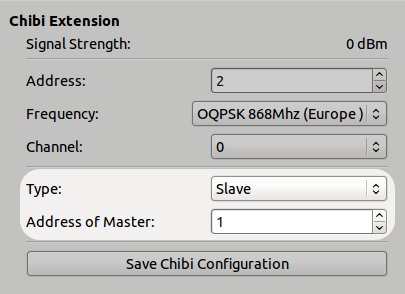 Chibi Extension
Signal Strength: 0 dBm
Address: 2
Frequency: OQPSK 868Mhz (Europe )
Channel: 0
Type: Slave
Address of Master: 1
Save Chibi Configuration